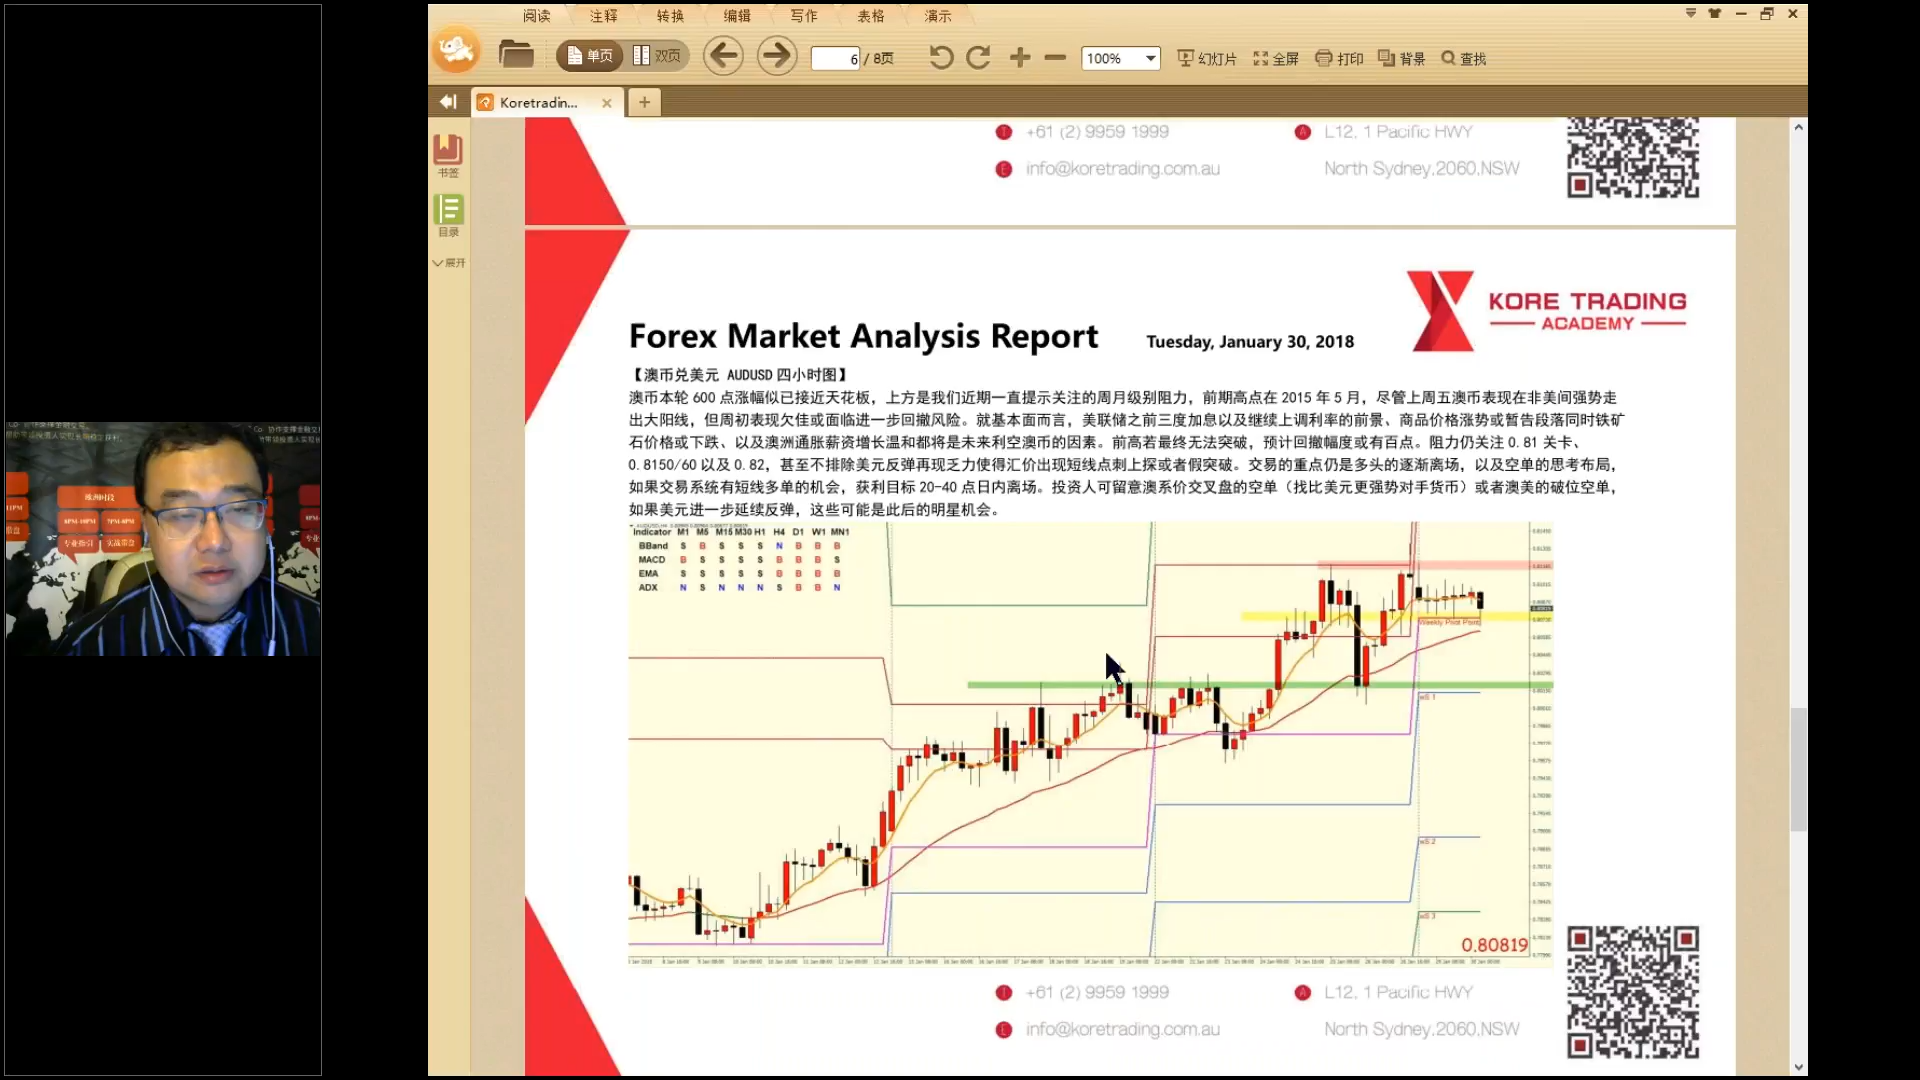 阅读 注释 转换 编辑 写作 表格 演示
单页 双页 6 / 8页 100% 幻灯片 全屏 打印 背景 查找
Koretradin...
书签
目录
展开
+61 (2) 9959 1999 L12, 1 Pacific HWY
info@koretrading.com.au North Sydney,2060,NSW
KORE TRADING
ACADEMY
Forex Market Analysis Report Tuesday, January 30, 2018
【澳币兑美元 AUDUSD 四小时图】
澳币本轮 600 点涨幅似已接近天花板，上方是我们近期一直提示关注的周月级别阻力，前期高点在 2015 年 5 月，尽管上周五澳币表现在非美间强势走
出大阳线，但周初表现欠佳或面临进一步回撤风险。就基本面而言，美联储之前三度加息以及继续上调利率的前景、商品价格涨势或暂告段落同时铁矿
石价格或下跌、以及澳洲通胀薪资增长温和都将是未来利空澳币的因素。前高若最终无法突破，预计回撤幅度或有百点。阻力仍关注 0.81 关卡、
0.8150/60 以及 0.82，甚至不排除美元反弹再现乏力使得汇价出现短线点刺上探或者假突破。交易的重点仍是多头的逐渐离场，以及空单的思考布局，
如果交易系统有短线多单的机会，获利目标 20-40 点日内离场。投资人可留意澳系价交叉盘的空单（找比美元更强势对手货币）或者澳美的破位空单，
如果美元进一步延续反弹，这些可能是此后的明星机会。
Indicator M1 M5 M15 M30 H1 H4 D1 W1 MN1
BBand S B S S S N B B B
MACD B S S S S B B B S
EMA S S S S S B B B B
ADX N S N N N S B B N
Weekly Pivot Point
wS 1
wS 2
wS 3
0.80819
+61 (2) 9959 1999 L12, 1 Pacific HWY
info@koretrading.com.au North Sydney,2060,NSW
欧洲时段
专业指引 实战带盘